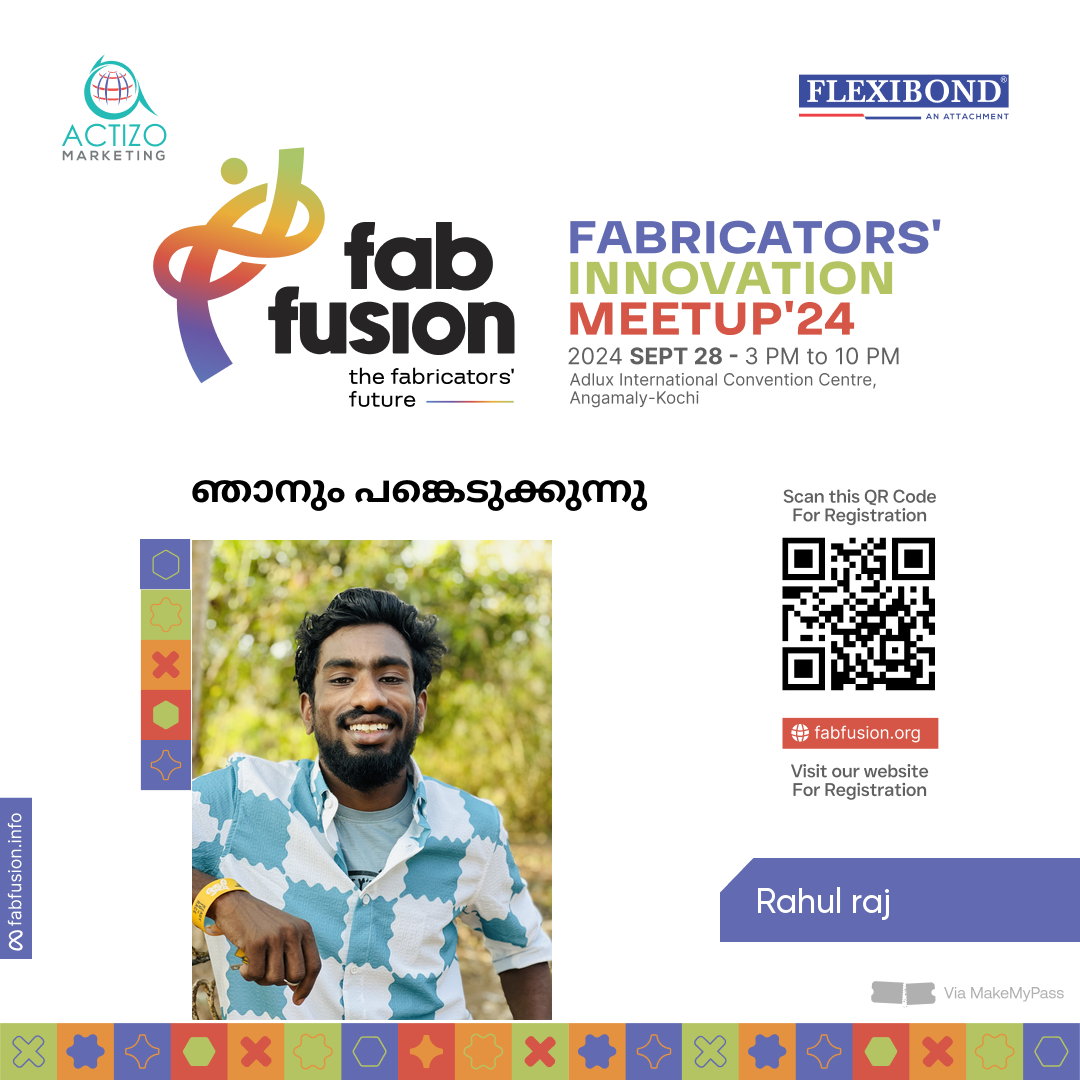 ACTIZO
MARKETING
FLEXIBOND®
AN ATTACHMENT
fab
fusion
the fabricators'
future
FABRICATORS'
INNOVATION
MEETUP'24
2024 SEPT 28 - 3 PM to 10 PM
Adlux International Convention Centre,
Angamaly-Kochi
ഞാനും പങ്കെടുക്കുന്നു
Scan this QR Code
For Registration
fabfusion.org
Visit our website
For Registration
fabfusion.info
Rahul raj
Via MakeMyPass